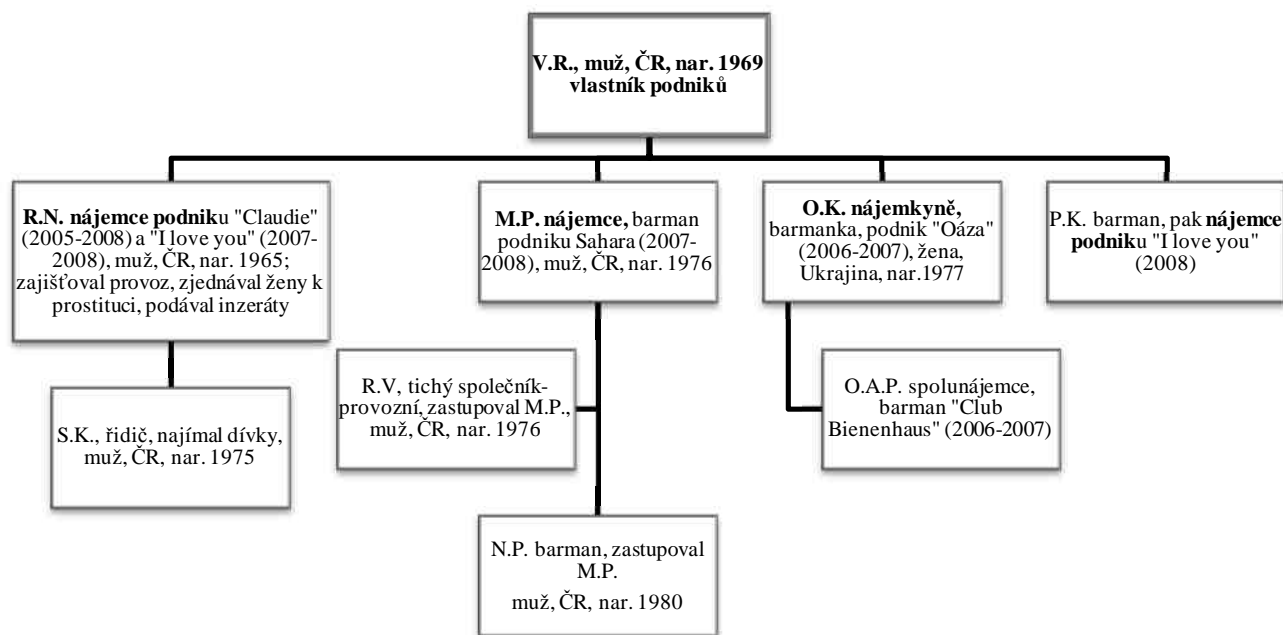 V.R., muž, ČR, nar. 1969
vlastník podniků
R.N. nájemce podniku "Claudie"
(2005-2008) a "I love you" (2007-
2008), muž, ČR, nar. 1965;
zajišťoval provoz, zjednával ženy k
prostituci, podával inzeráty
M.P. nájemce, barman
podniku Sahara (2007-
2008), muž, ČR, nar. 1976
O.K. nájemkyně,
barmanka, podnik "Oáza"
(2006-2007), žena,
Ukrajina, nar.1977
P.K. barman, pak nájemce
podniku "I love you"
(2008)
S.K., řidič, najímal dívky,
muž, ČR, nar. 1975
R.V, tichý společník-
provozní, zastupoval M.P.,
muž, ČR, nar. 1976
O.A.P. spolunájemce,
barman "Club
Bienenhaus" (2006-2007)
N.P. barman, zastupoval
M.P.
muž, ČR, nar. 1980